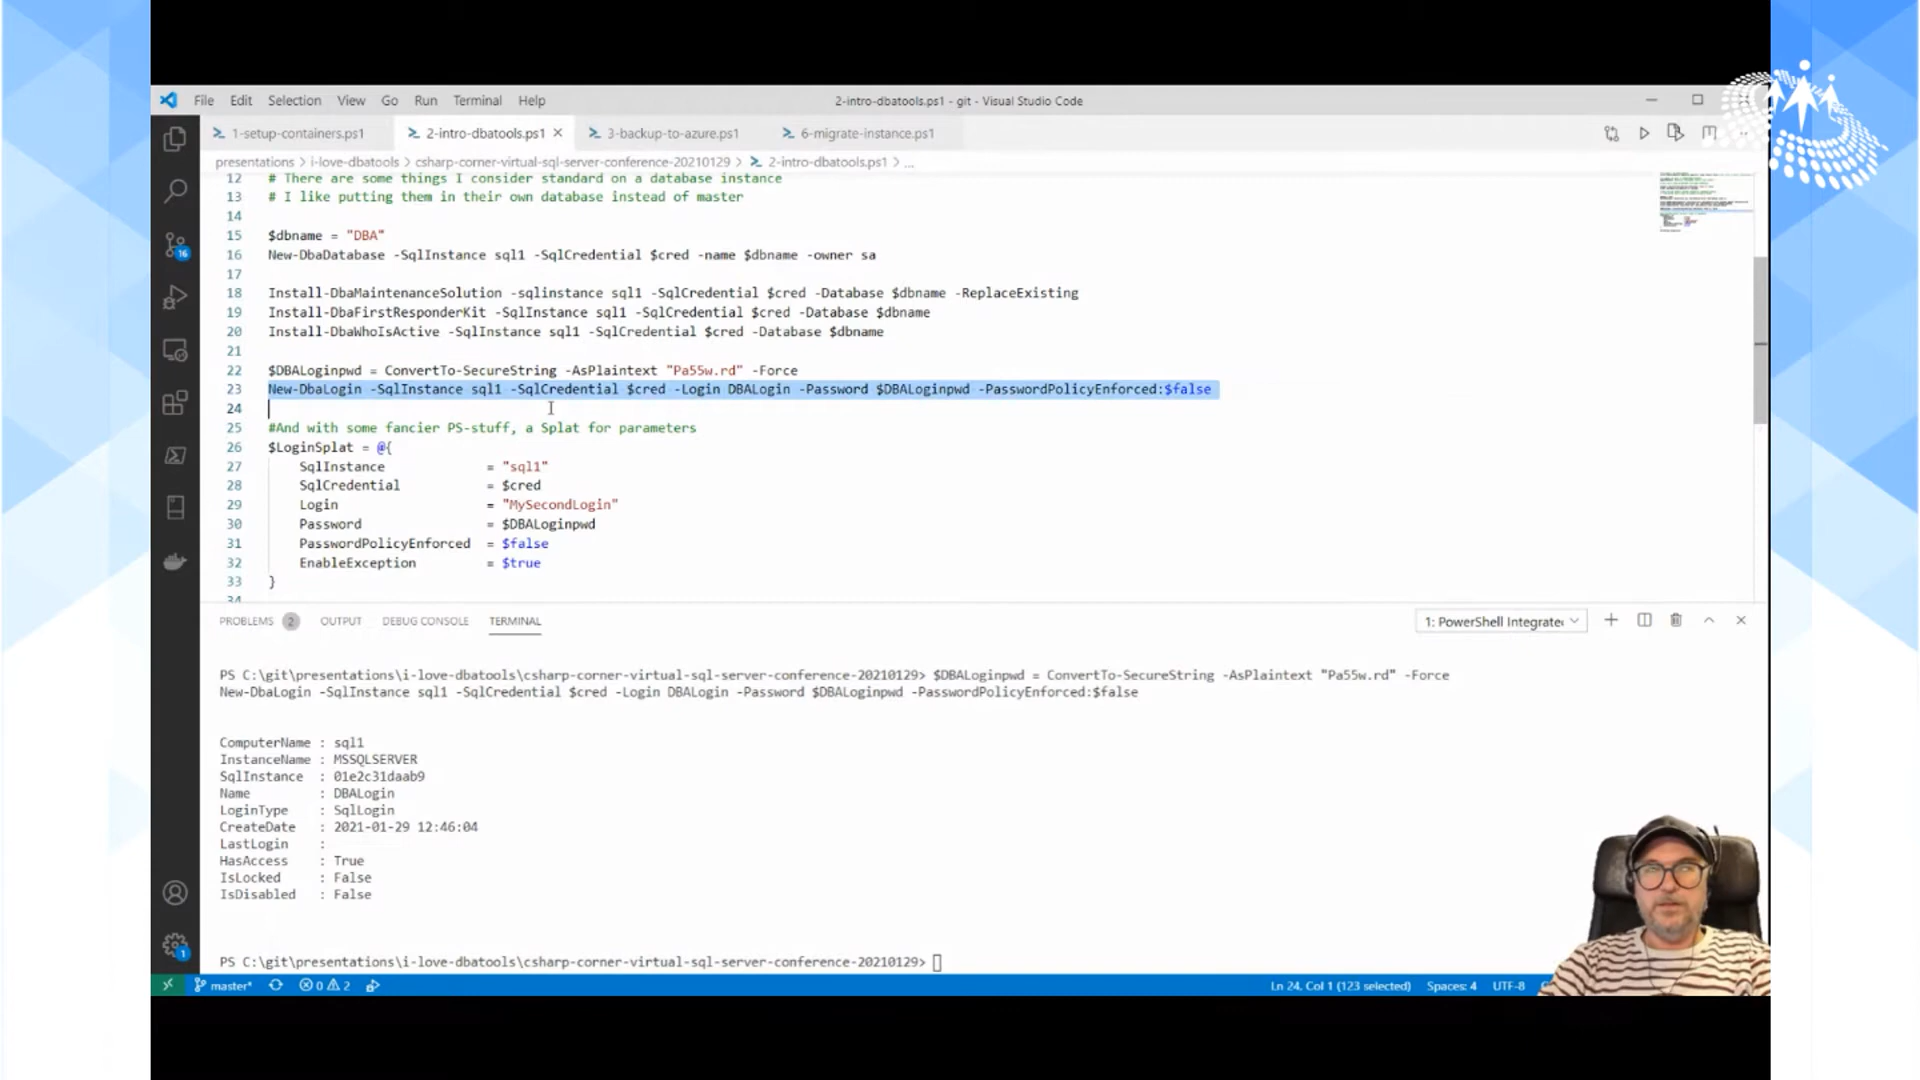 File Edit Selection View Go Run Terminal Help 2-intro-dbatools.ps1 - git - Visual Studio Code
1-setup-containers.ps1 2-intro-dbatools.ps1 3-backup-to-azure.ps1 6-migrate-instance.ps1
presentations > i-love-dbatools > csharp-corner-virtual-sql-server-conference-20210129 > 2-intro-dbatools.ps1 > ...
12 # There are some things I consider standard on a database instance
13 # I like putting them in their own database instead of master
14
15 $dbname = "DBA"
16 New-DbaDatabase -SqlInstance sql1 -SqlCredential $cred -name $dbname -owner sa
17
18 Install-DbaMaintenanceSolution -sqlinstance sql1 -SqlCredential $cred -Database $dbname -ReplaceExisting
19 Install-DbaFirstResponderKit -SqlInstance sql1 -SqlCredential $cred -Database $dbname
20 Install-DbaWhoIsActive -SqlInstance sql1 -SqlCredential $cred -Database $dbname
21
22 $DBALoginpwd = ConvertTo-SecureString -AsPlaintext "Pa55w.rd" -Force
23 New-DbaLogin -SqlInstance sql1 -SqlCredential $cred -Login DBALogin -Password $DBALoginpwd -PasswordPolicyEnforced:$false
24
25 #And with some fancier PS-stuff, a Splat for parameters
26 $LoginSplat = @{
27 SqlInstance = "sql1"
28 SqlCredential = $cred
29 Login = "MySecondLogin"
30 Password = $DBALoginpwd
31 PasswordPolicyEnforced = $false
32 EnableException = $true
33 }
34
PROBLEMS 2 OUTPUT DEBUG CONSOLE TERMINAL 1: PowerShell Integrate
PS C:\git\presentations\i-love-dbatools\csharp-corner-virtual-sql-server-conference-20210129> $DBALoginpwd = ConvertTo-SecureString -AsPlaintext "Pa55w.rd" -Force
New-DbaLogin -SqlInstance sql1 -SqlCredential $cred -Login DBALogin -Password $DBALoginpwd -PasswordPolicyEnforced:$false
ComputerName : sql1
InstanceName : MSSQLSERVER
SqlInstance : 01e2c31daab9
Name : DBALogin
LoginType : SqlLogin
CreateDate : 2021-01-29 12:46:04
LastLogin :
HasAccess : True
IsLocked : False
IsDisabled : False
PS C:\git\presentations\i-love-dbatools\csharp-corner-virtual-sql-server-conference-20210129>
16
1
master* 0 2 Ln 24, Col 1 (123 selected) Spaces: 4 UTF-8